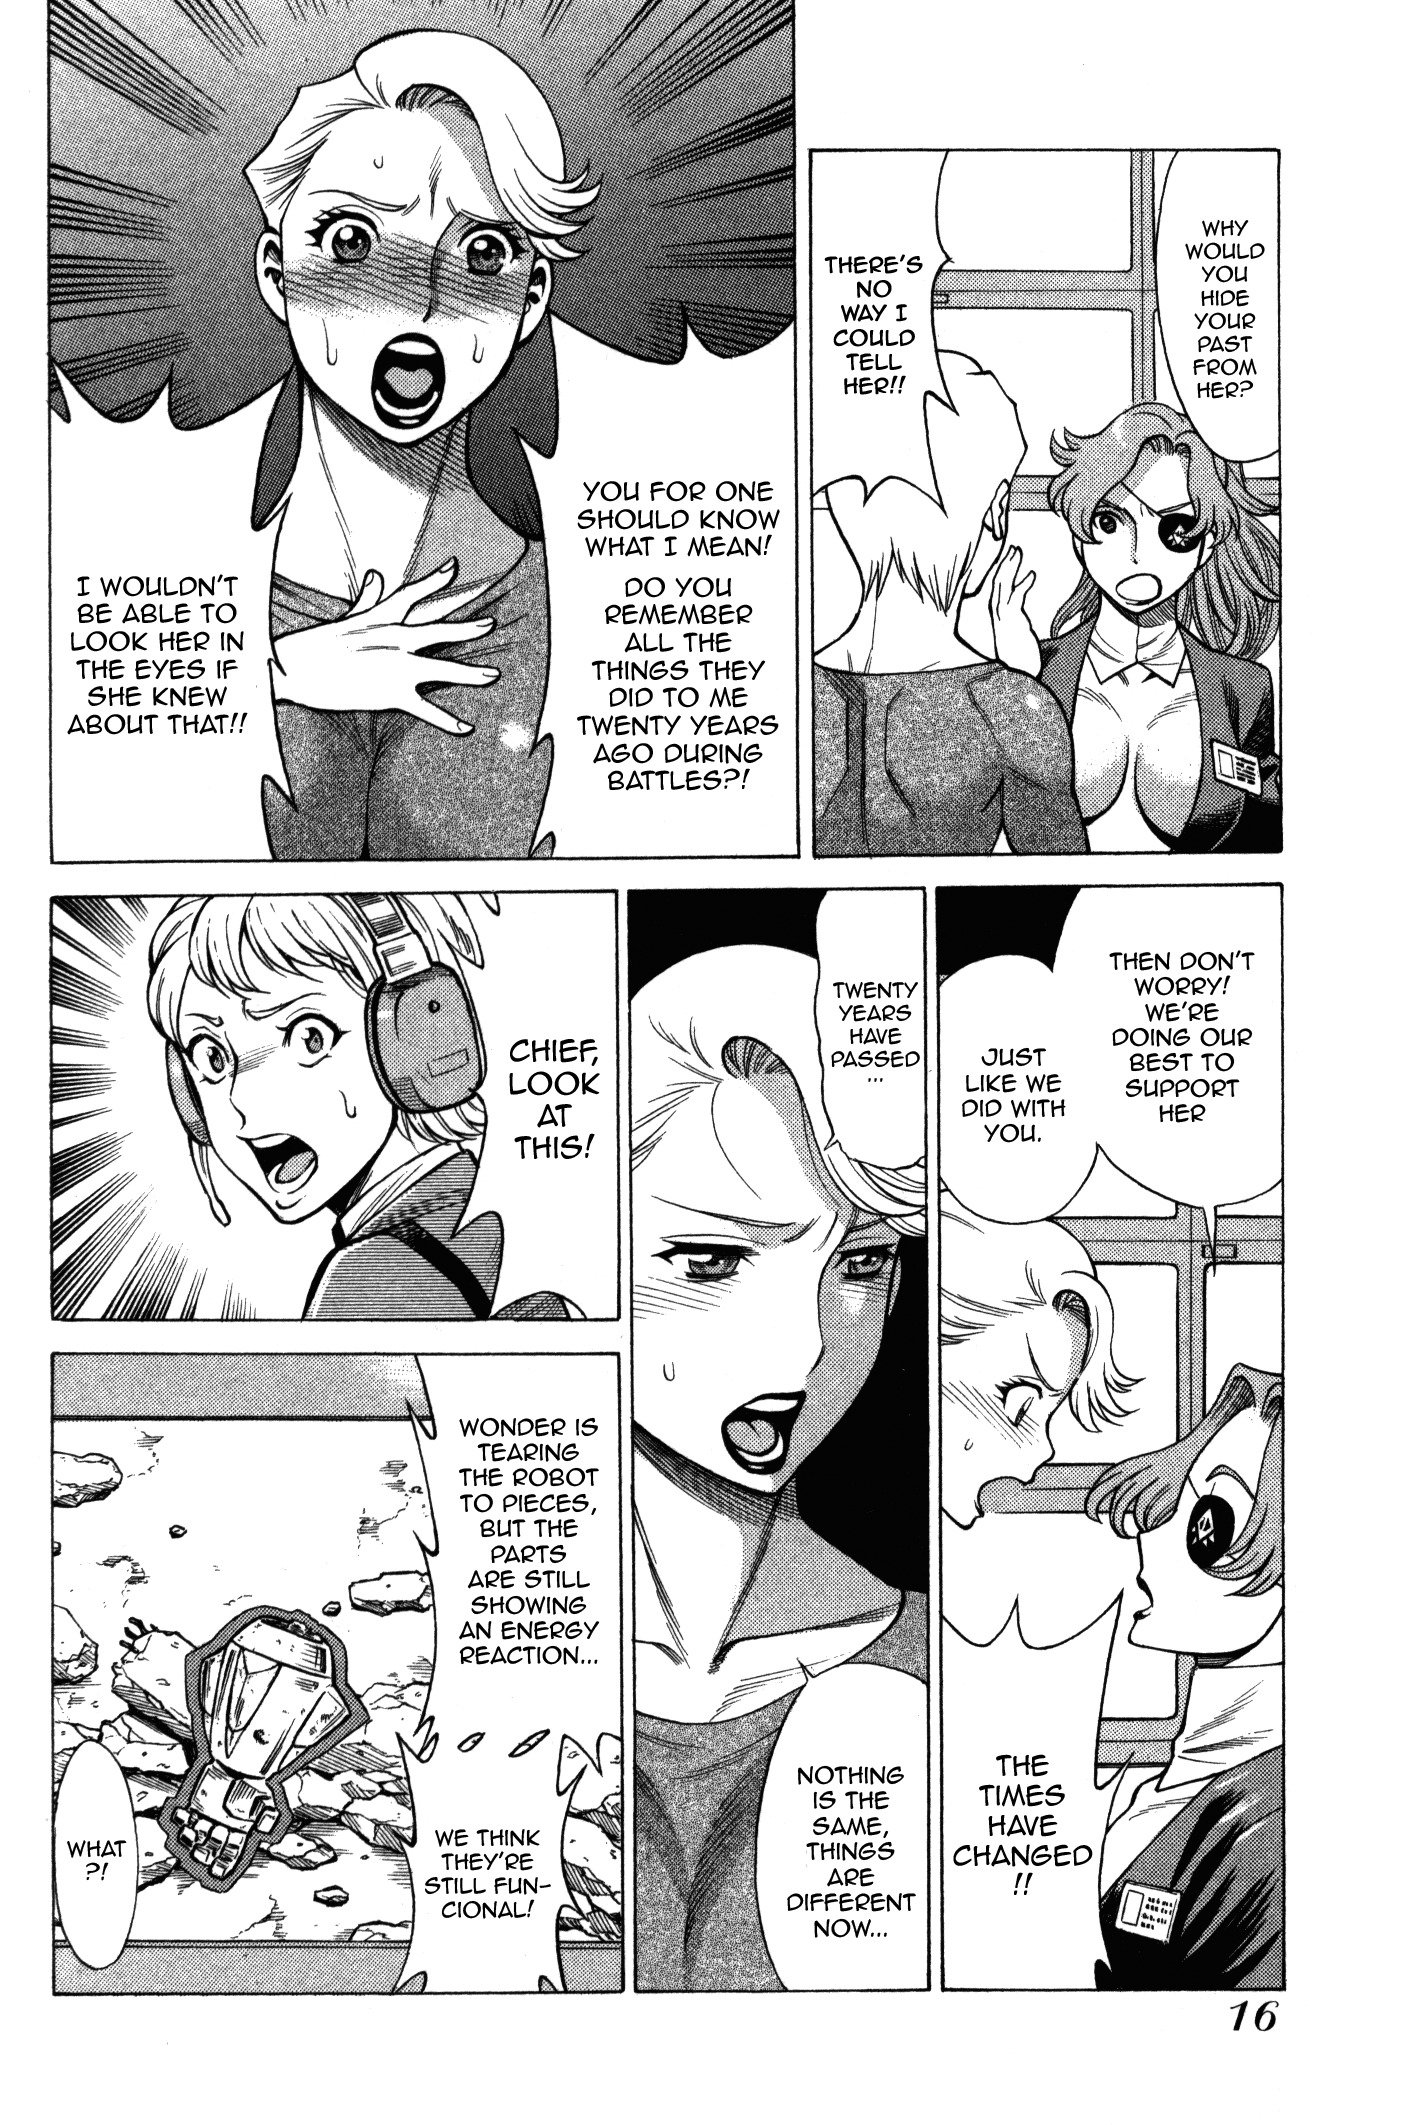 WHY
WOULD
YOU
HIDE
YOUR
PAST
FROM
HER?
THERE'S
NO
WAY I
COULD
TELL
HER!!
YOU FOR ONE
SHOULD KNOW
WHAT I MEAN!
DO YOU
REMEMBER
ALL THE
THINGS THEY
DID TO ME
TWENTY YEARS
AGO DURING
BATTLES?!
I WOULDN'T
BE ABLE TO
LOOK HER IN
THE EYES IF
SHE KNEW
ABOUT THAT!!
THEN DON'T
WORRY!
WE'RE
DOING OUR
BEST TO
SUPPORT
HER
JUST
LIKE WE
DID WITH
YOU.
THE
TIMES
HAVE
CHANGED
!!
TWENTY
YEARS
HAVE
PASSED
...
NOTHING
IS THE
SAME,
THINGS
ARE
DIFFERENT
NOW...
CHIEF,
LOOK
AT
THIS!
WONDER IS
TEARING
THE ROBOT
TO PIECES,
BUT THE
PARTS
ARE STILL
SHOWING
AN ENERGY
REACTION...
WE THINK
THEY'RE
STILL FUN-
CIONAL!
WHAT
?!
16